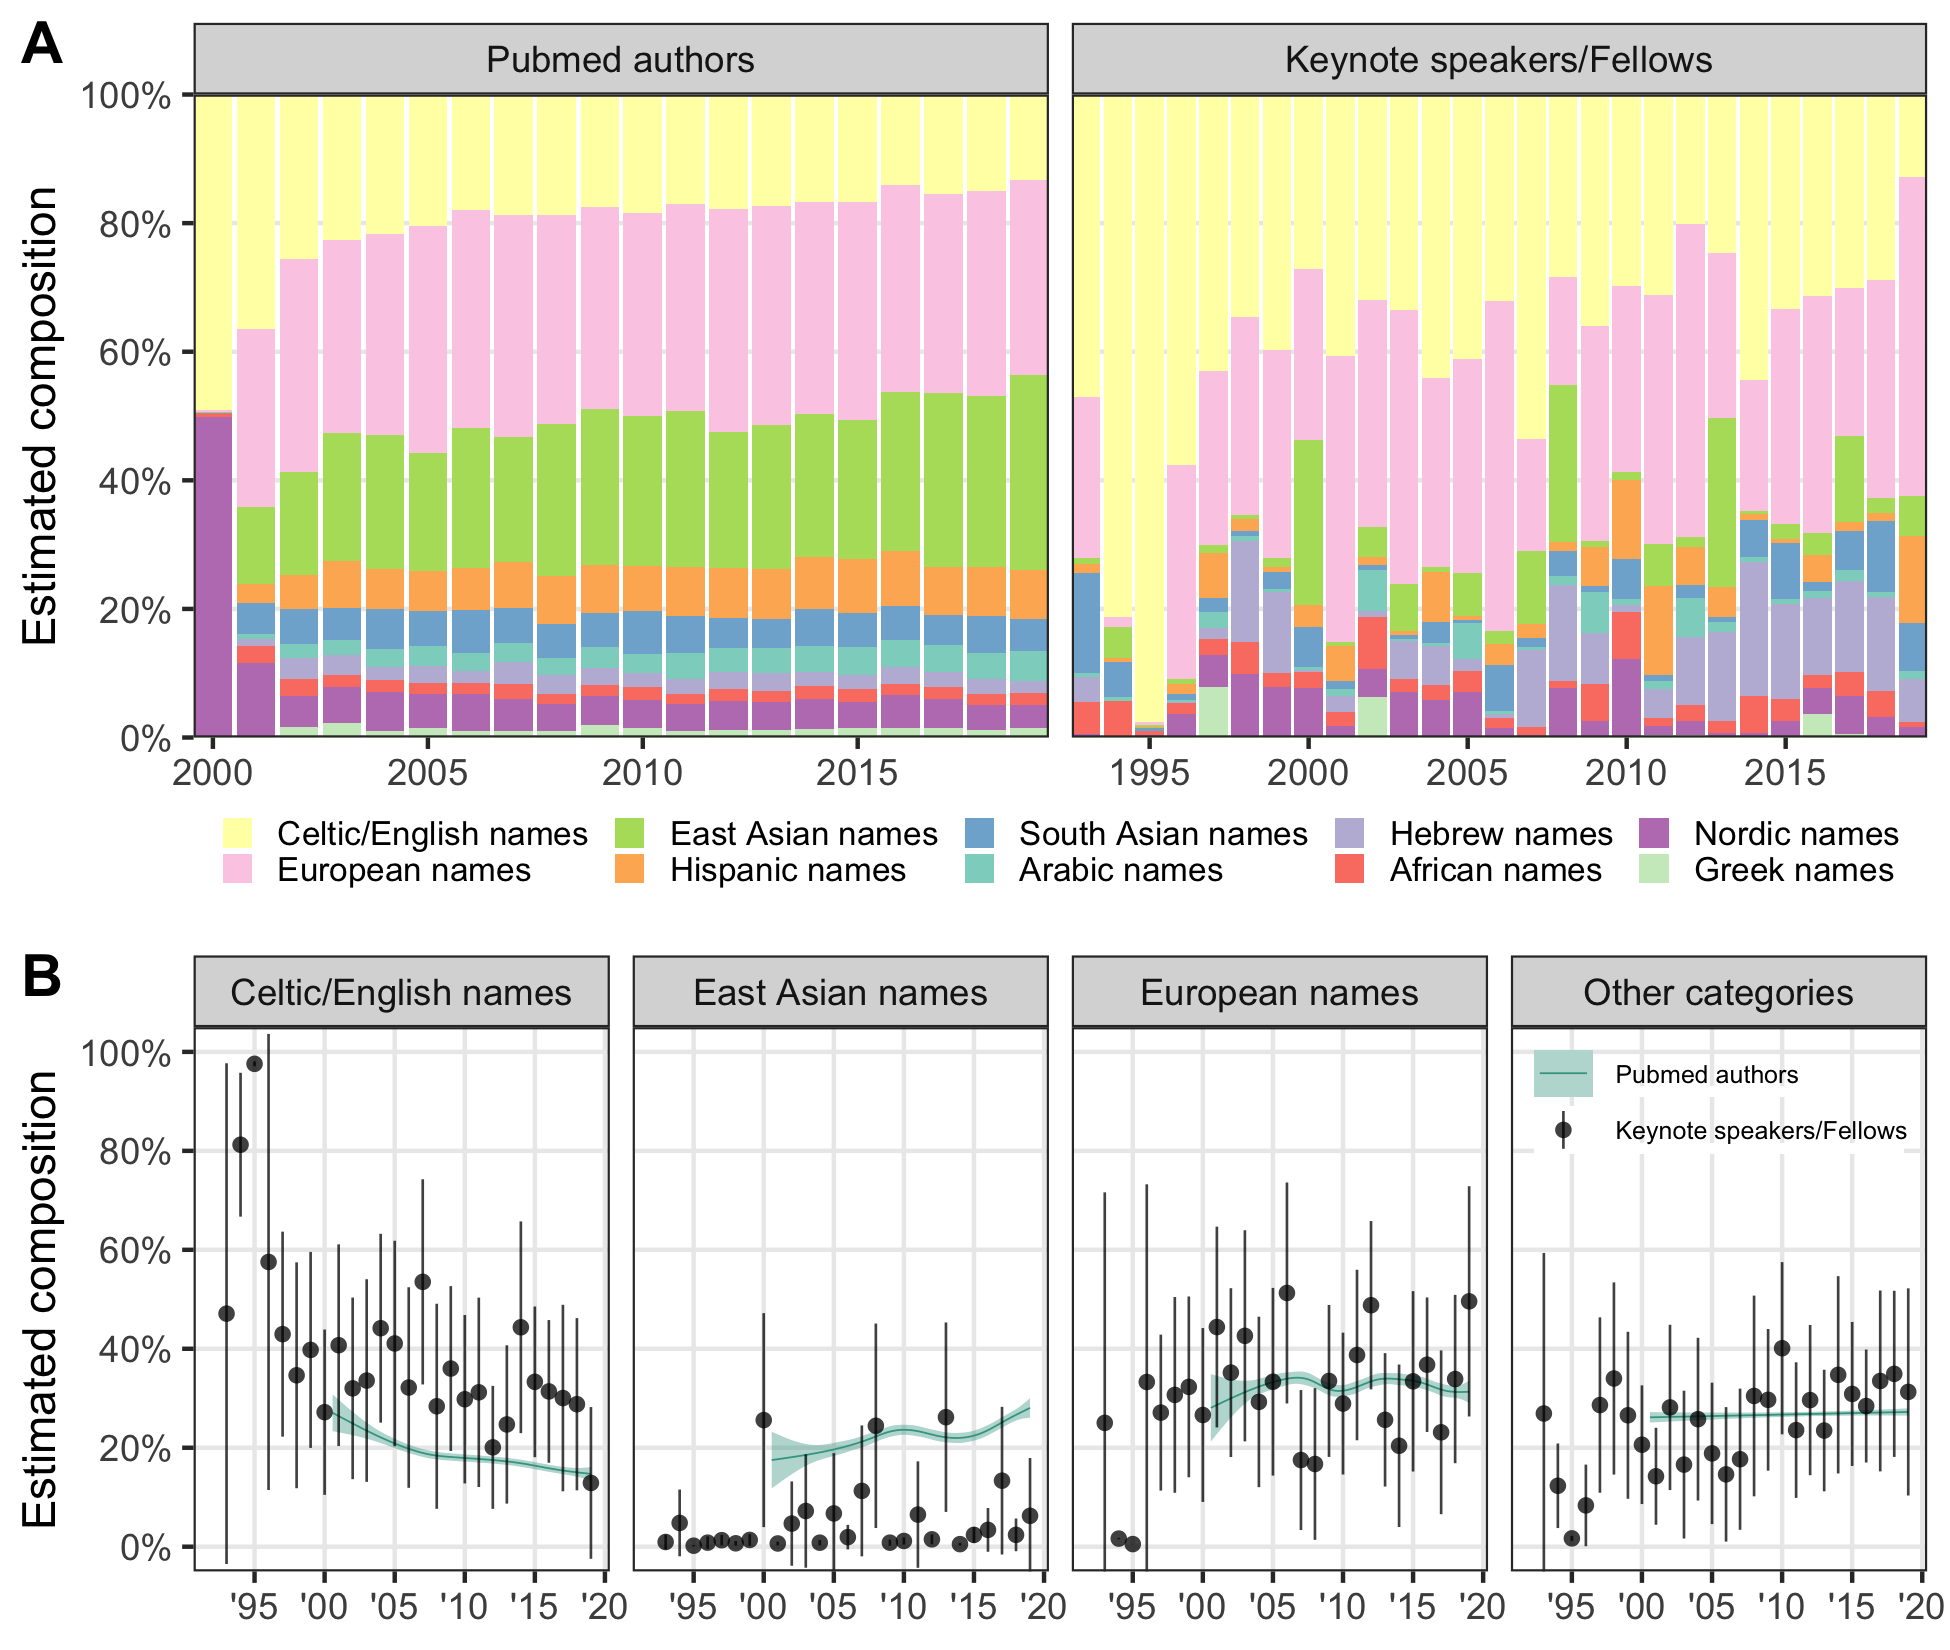 A
Pubmed authors
Keynote speakers/Fellows
Estimated composition
100%
80%
60%
40%
20%
0%
2000 2005 2010 2015
1995 2000 2005 2010 2015
Celtic/English names East Asian names South Asian names Hebrew names Nordic names
European names Hispanic names Arabic names African names Greek names
B
Celtic/English names
East Asian names
European names
Other categories
Estimated composition
100%
80%
60%
40%
20%
0%
Pubmed authors
Keynote speakers/Fellows
'95 '00 '05 '10 '15 '20
'95 '00 '05 '10 '15 '20
'95 '00 '05 '10 '15 '20
'95 '00 '05 '10 '15 '20